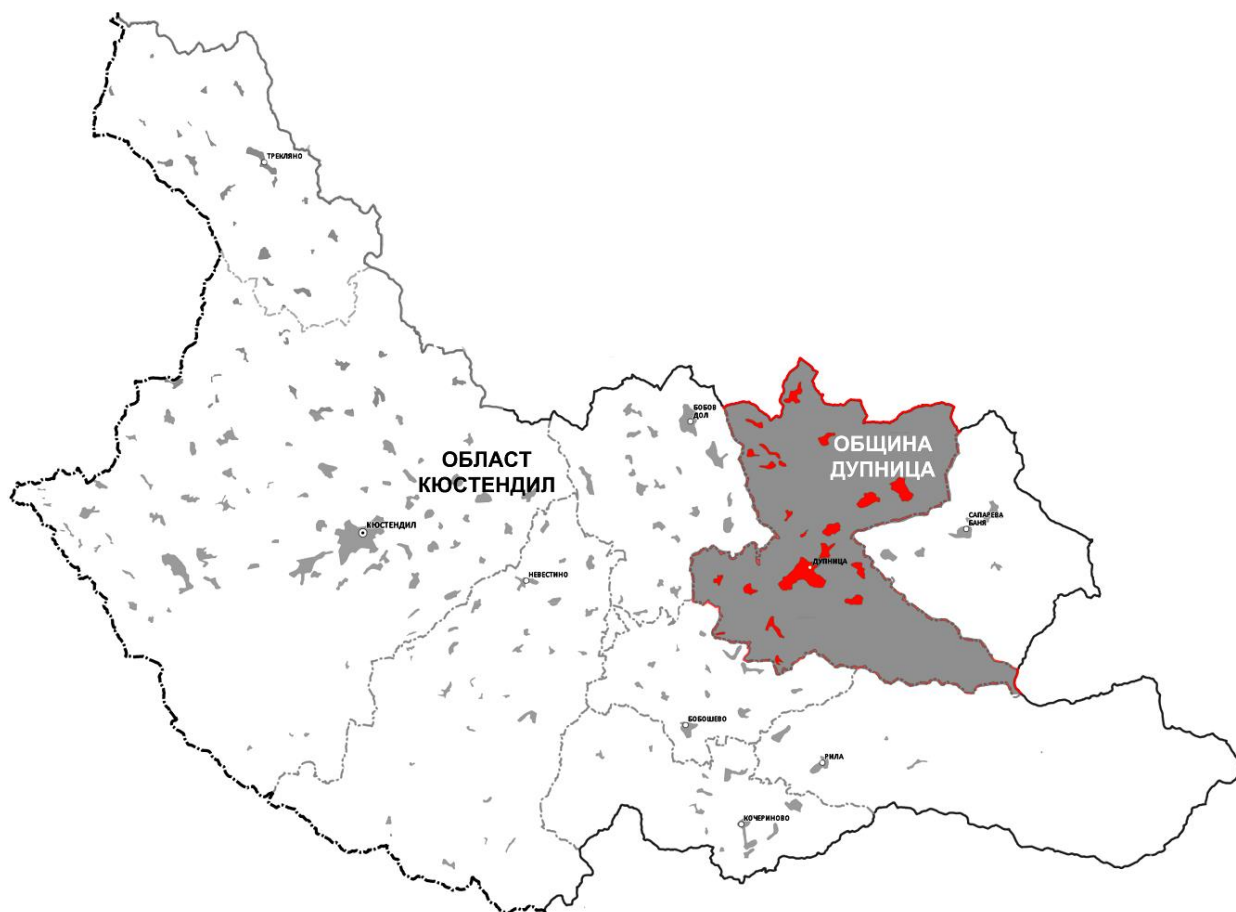 ТРЕКЛЯНО
БОБОВ
ДОЛ
ОБЩИНА
ДУПНИЦА
ОБЛАСТ
КЮСТЕНДИЛ
КЮСТЕНДИЛ
САПАРЕВА
БАНЯ
ДУПНИЦА
НЕВЕСТИНО
БОБОШЕВО
РИЛА
КОЧЕРИНОВО